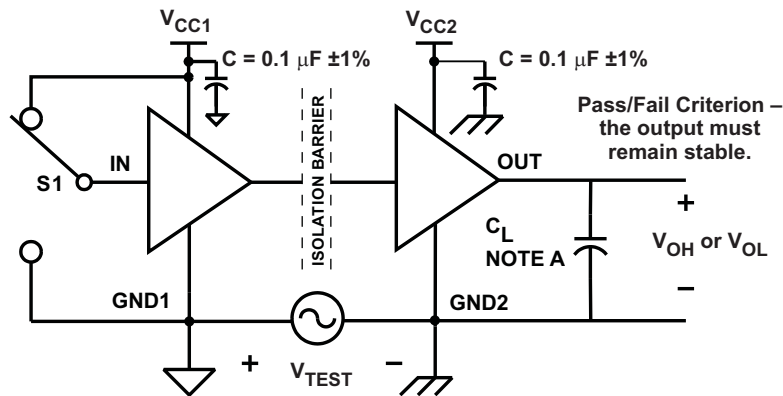 VCC1
C = 0.1 μF ±1%
VCC2
C = 0.1 μF ±1%
Pass/Fail Criterion –
the output must
remain stable.
IN
S1
ISOLATION BARRIER
OUT
CL
NOTE A
+
VOH or VOL
–
GND1
GND2
+
VTEST
–